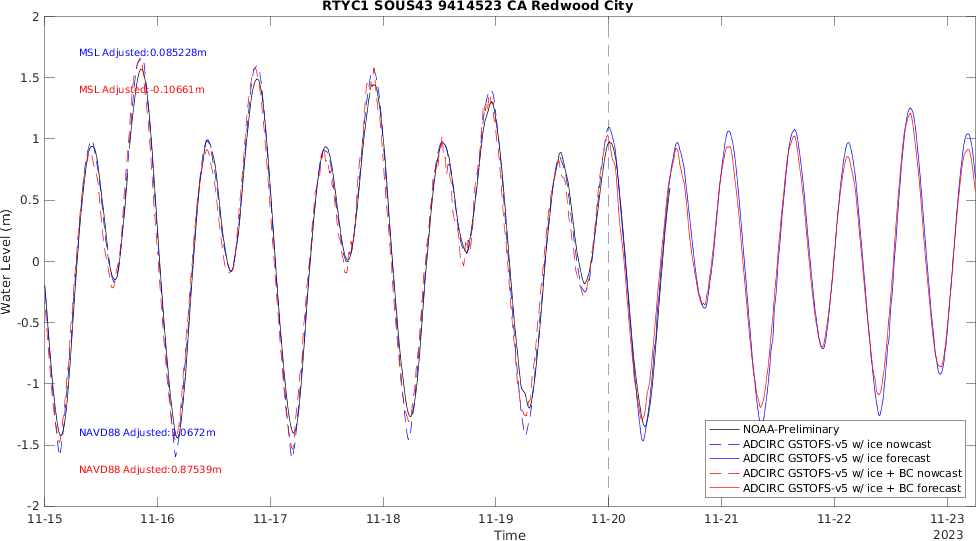 RTYC1 SOUS43 9414523 CA Redwood City
2
1.5
1
0.5
0
-0.5
-1
-1.5
-2
Water Level (m)
MSL Adjusted:0.085228m
MSL Adjusted:-0.10661m
NAVD88 Adjusted:1.0672m
NAVD88 Adjusted:0.87539m
NOAA-Preliminary
ADCIRC GSTOFS-v5 w/ ice nowcast
ADCIRC GSTOFS-v5 w/ ice forecast
ADCIRC GSTOFS-v5 w/ ice + BC nowcast
ADCIRC GSTOFS-v5 w/ ice + BC forecast
11-15 11-16 11-17 11-18 11-19 11-20 11-21 11-22 11-23
Time 2023